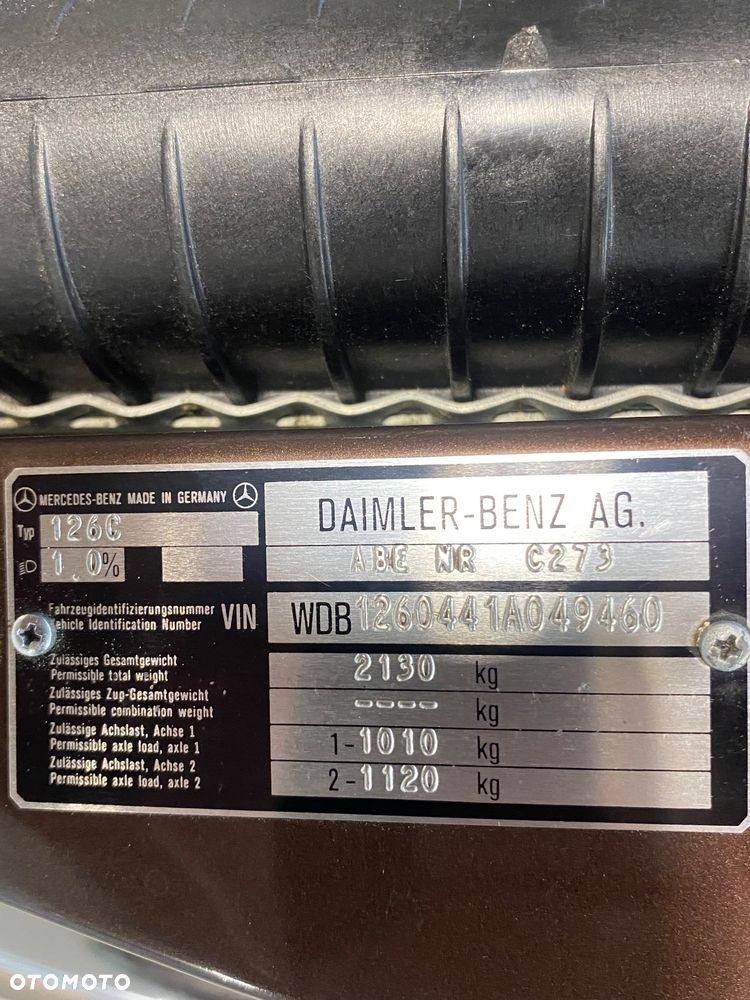 MERCEDES-BENZ MADE IN GERMANY
DAIMLER-BENZ AG.
Typ 126C
1.0%
ABE NR C273
Fahrzeugidentifizierungsnummer
Vehicle Identification Number
VIN
WDB1260441A049460
Zulässiges Gesamtgewicht
Permissible total weight
2130 kg
Zulässiges Zug-Gesamtgewicht
Permissible combination weight
---- kg
Zulässige Achslast, Achse 1
Permissible axle load, axle 1
1-1010 kg
Zulässige Achslast, Achse 2
Permissible axle load, axle 2
2-1120 kg
OTOMOTO